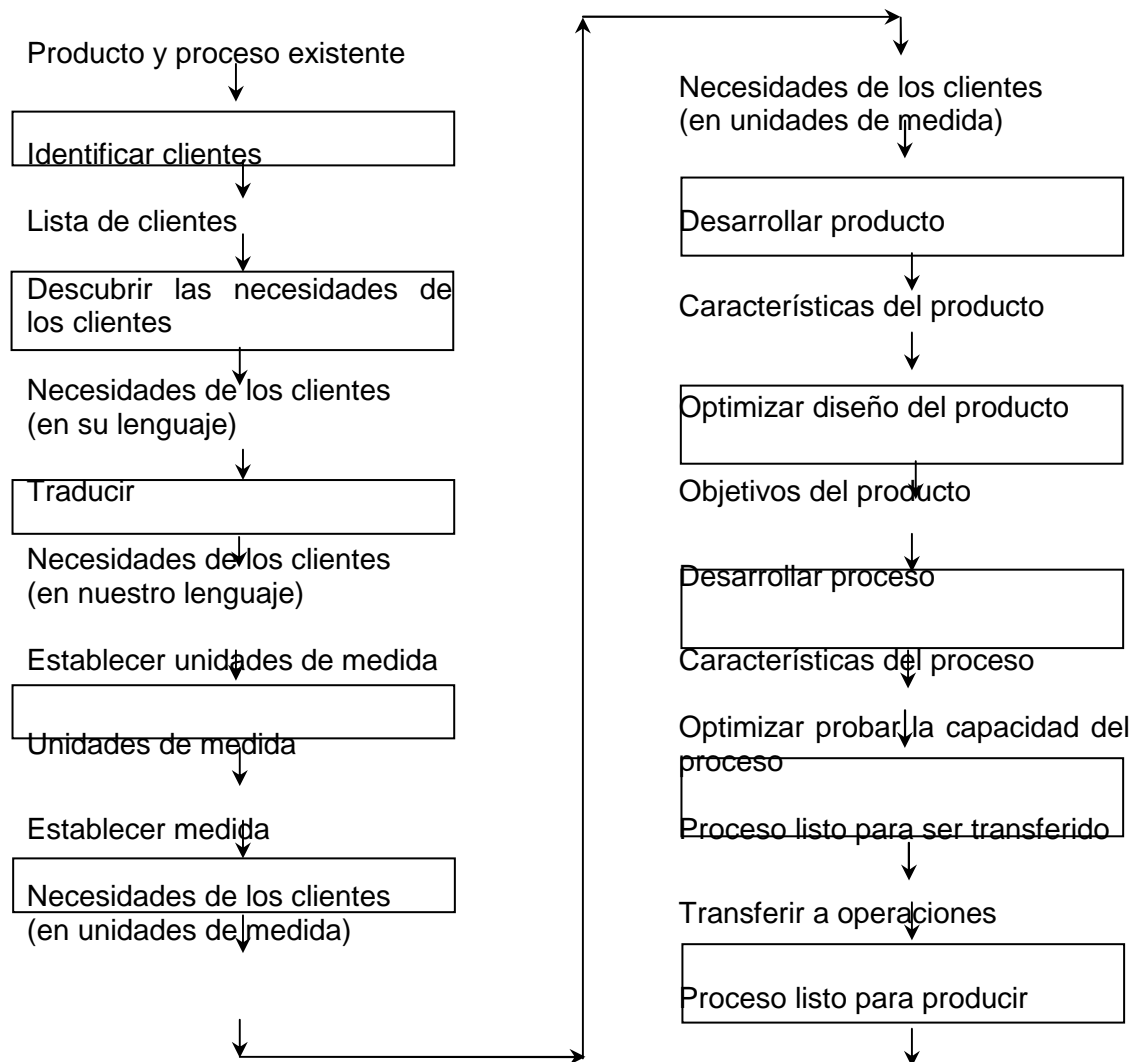 Producto y proceso existente
Identificar clientes
Lista de clientes
Descubrir las necesidades de
los clientes
Necesidades de los clientes
(en su lenguaje)
Traducir
Necesidades de los clientes
(en nuestro lenguaje)
Establecer unidades de medida
Unidades de medida
Establecer medida
Necesidades de los clientes
(en unidades de medida)
Necesidades de los clientes
(en unidades de medida)
Desarrollar producto
Características del producto
Optimizar diseño del producto
Objetivos del producto
Desarrollar proceso
Características del proceso
Optimizar probar la capacidad del
proceso
Proceso listo para ser transferido
Transferir a operaciones
Proceso listo para producir